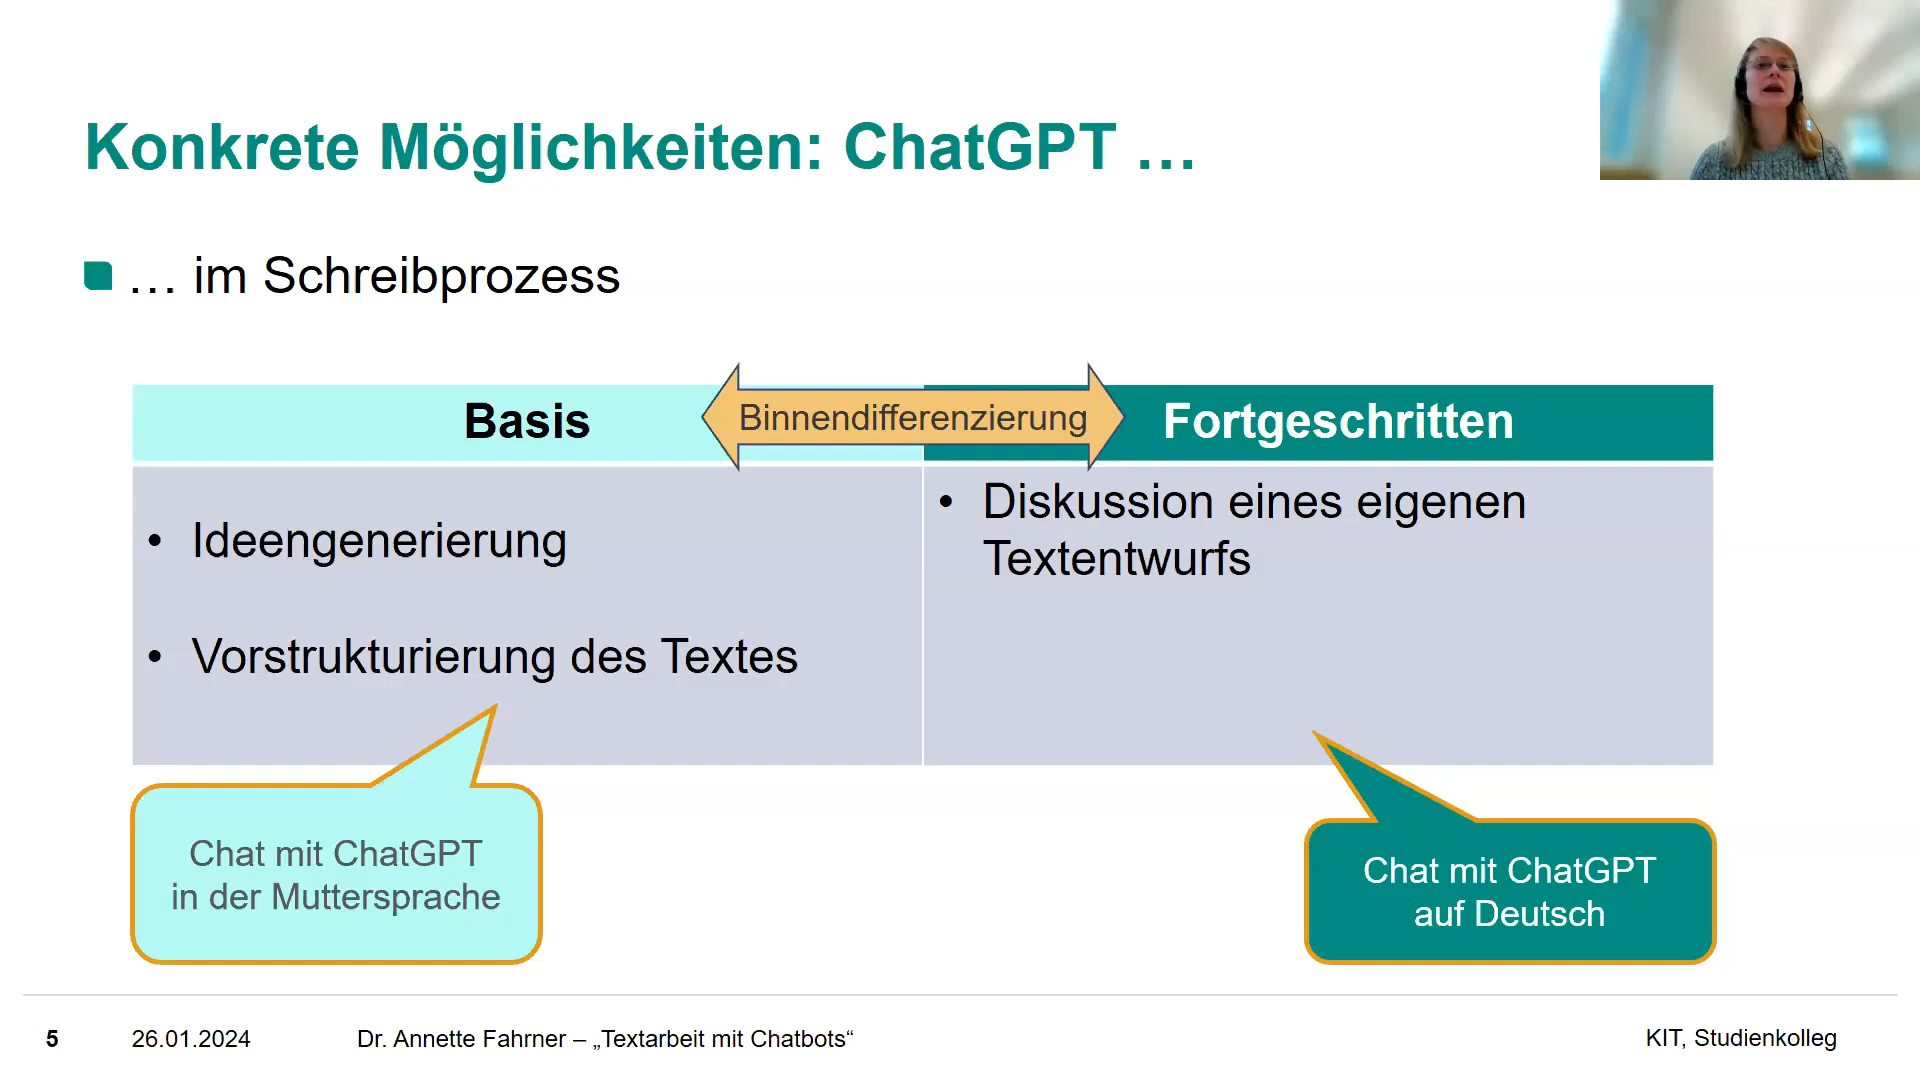 Konkrete Möglichkeiten: ChatGPT …
… im Schreibprozess
Basis
Binnendifferenzierung
Fortgeschritten
• Ideengenerierung
• Vorstrukturierung des Textes
• Diskussion eines eigenen
Textentwurfs
Chat mit ChatGPT
in der Muttersprache
Chat mit ChatGPT
auf Deutsch
5
26.01.2024
Dr. Annette Fahrner – „Textarbeit mit Chatbots“
KIT, Studienkolleg